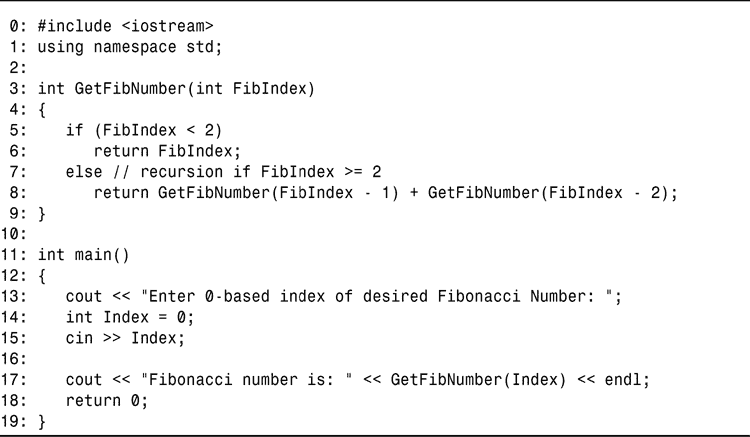 0: #include <iostream>
1: using namespace std;
2:
3: int GetFibNumber(int FibIndex)
4: {
5:    if (FibIndex < 2)
6:       return FibIndex;
7:    else // recursion if FibIndex >= 2
8:       return GetFibNumber(FibIndex - 1) + GetFibNumber(FibIndex - 2);
9: }
10:
11: int main()
12: {
13:    cout << "Enter 0-based index of desired Fibonacci Number: ";
14:    int Index = 0;
15:    cin >> Index;
16:
17:    cout << "Fibonacci number is: " << GetFibNumber(Index) << endl;
18:    return 0;
19: }